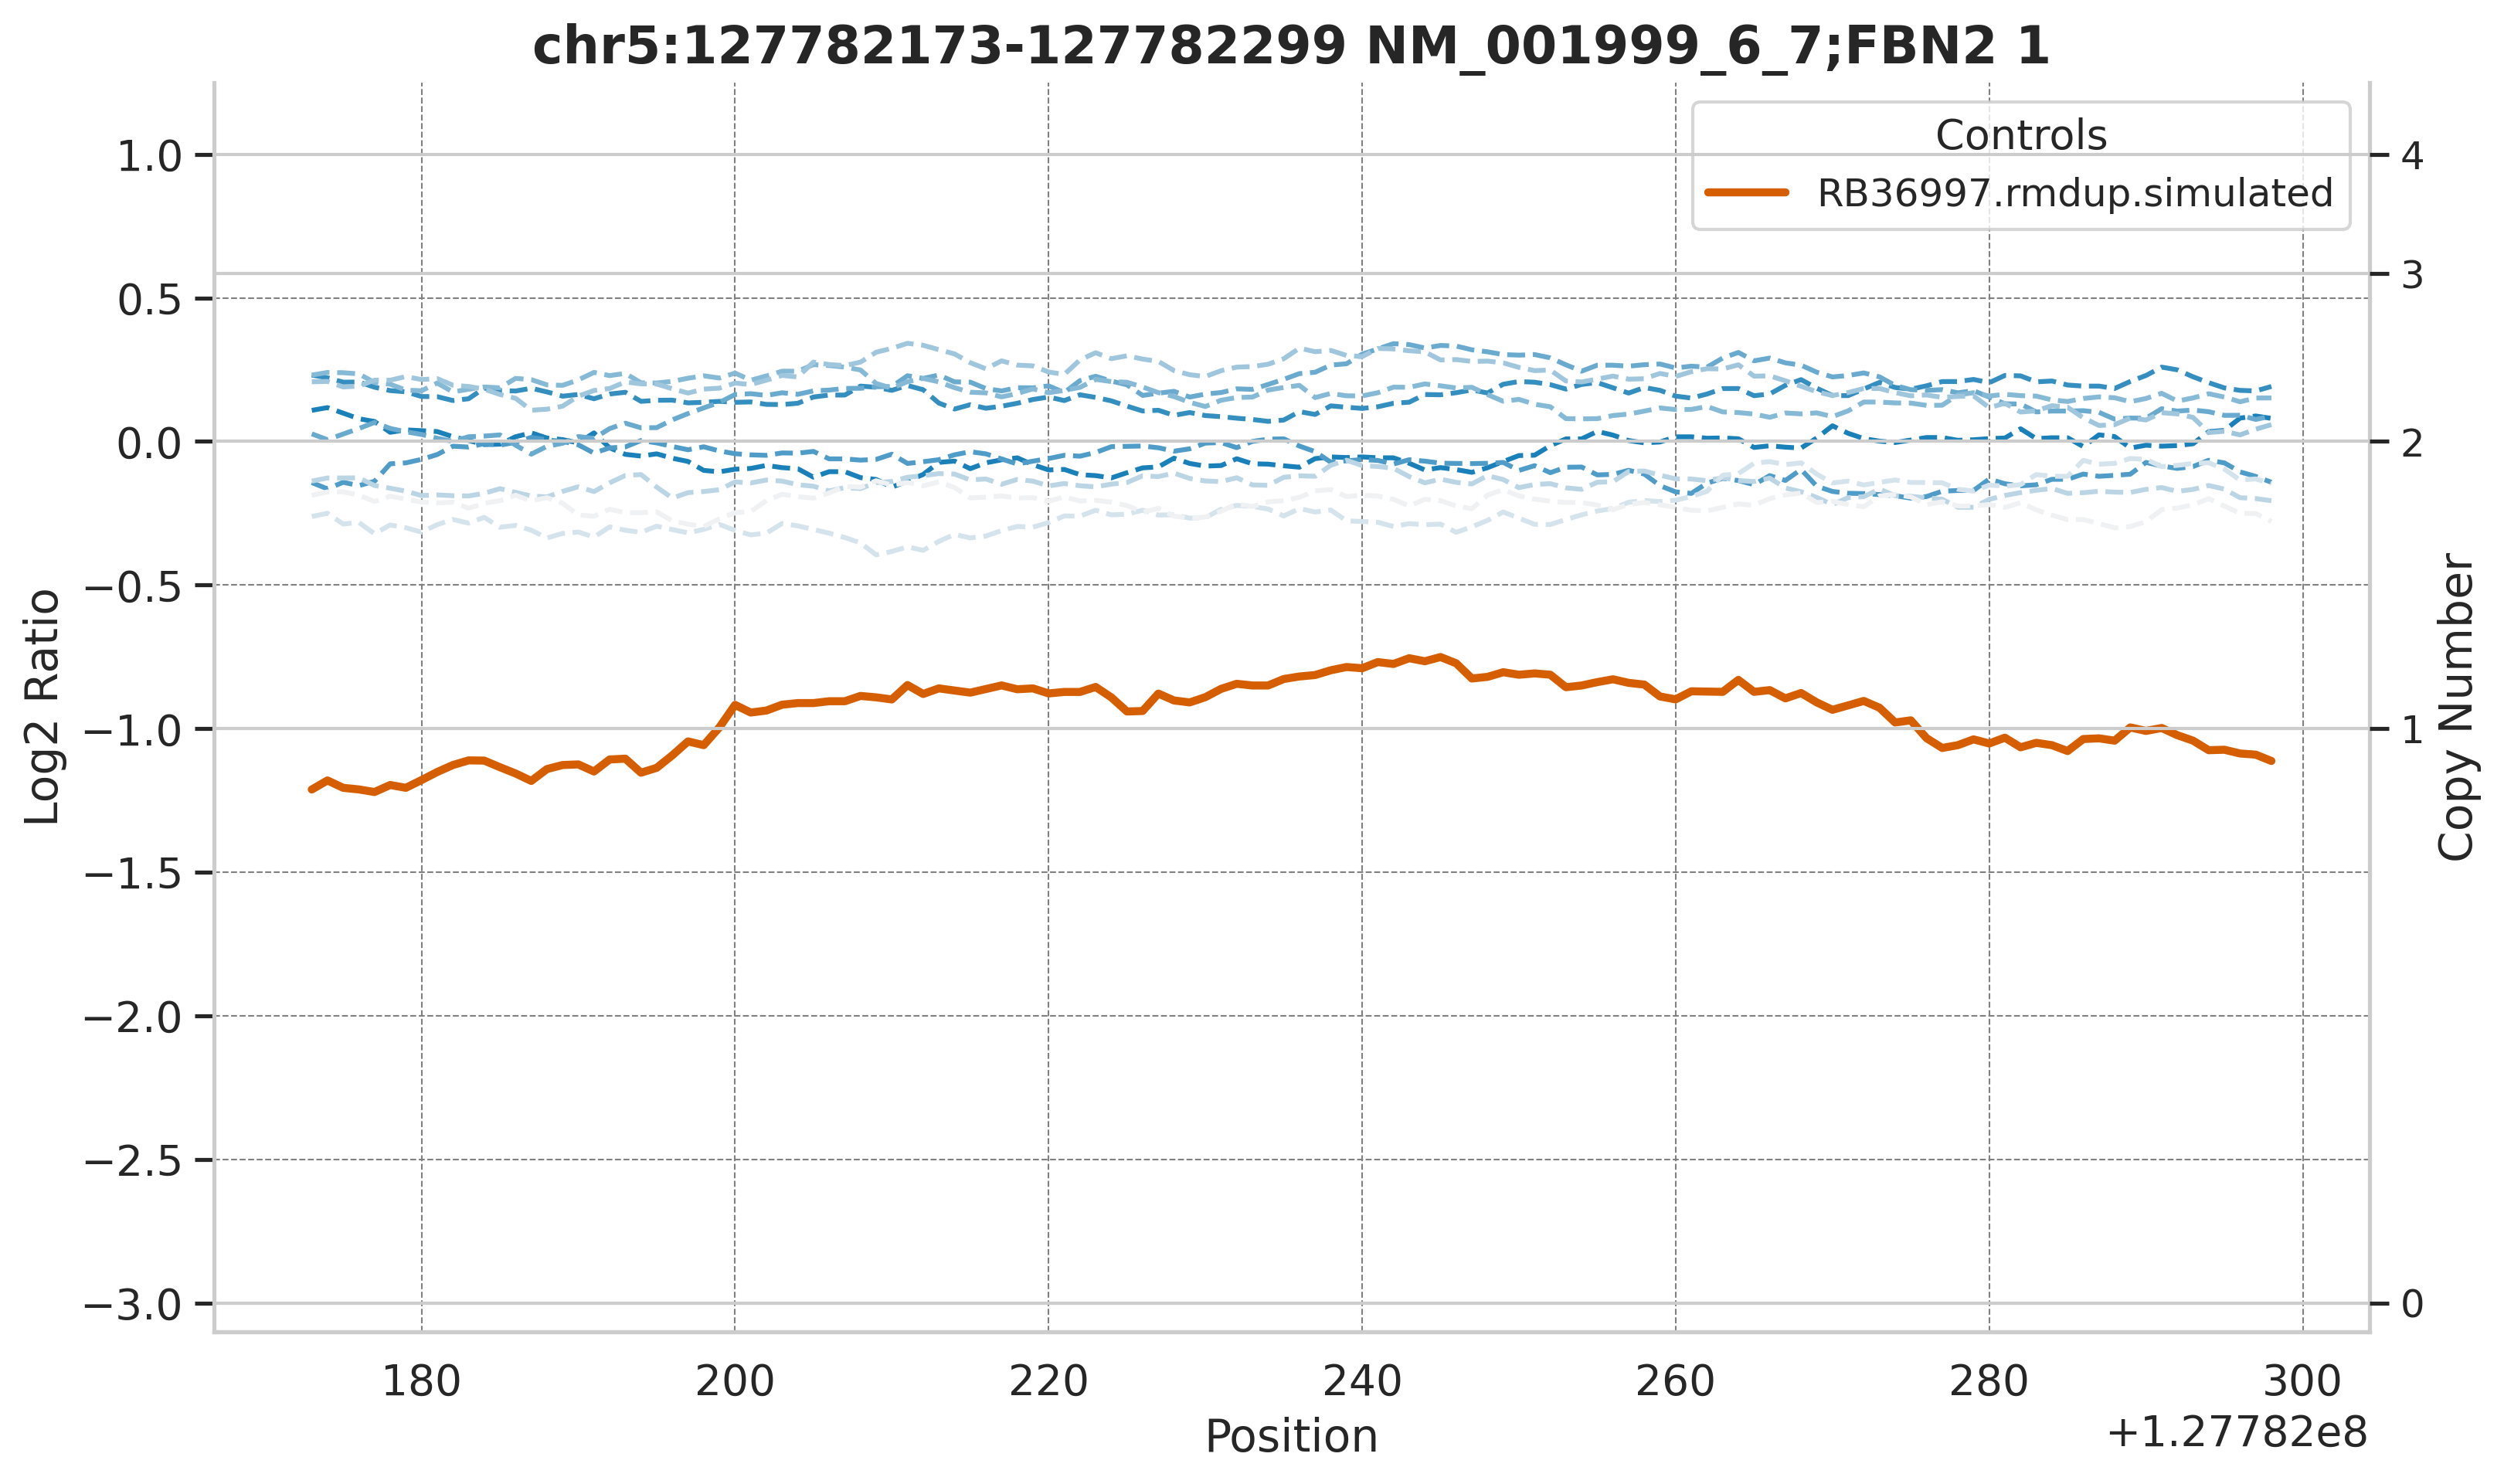 chr5:127782173-127782299 NM_001999_6_7;FBN2 1
Controls
RB36997.rmdup.simulated
1.0
0.5
0.0
−0.5
−1.0
−1.5
−2.0
−2.5
−3.0
Log2 Ratio
4
3
2
1
0
Copy Number
180 200 220 240 260 280 300
Position
+1.27782e8